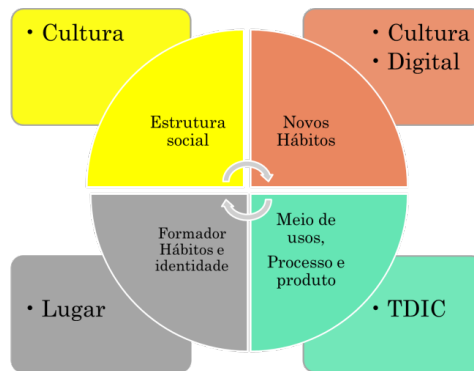 • Cultura
• Cultura
• Digital
Estrutura
social
Novos
Hábitos
Formador
Hábitos e
identidade
Meio de
usos,
Processo e
produto
• Lugar
• TDIC